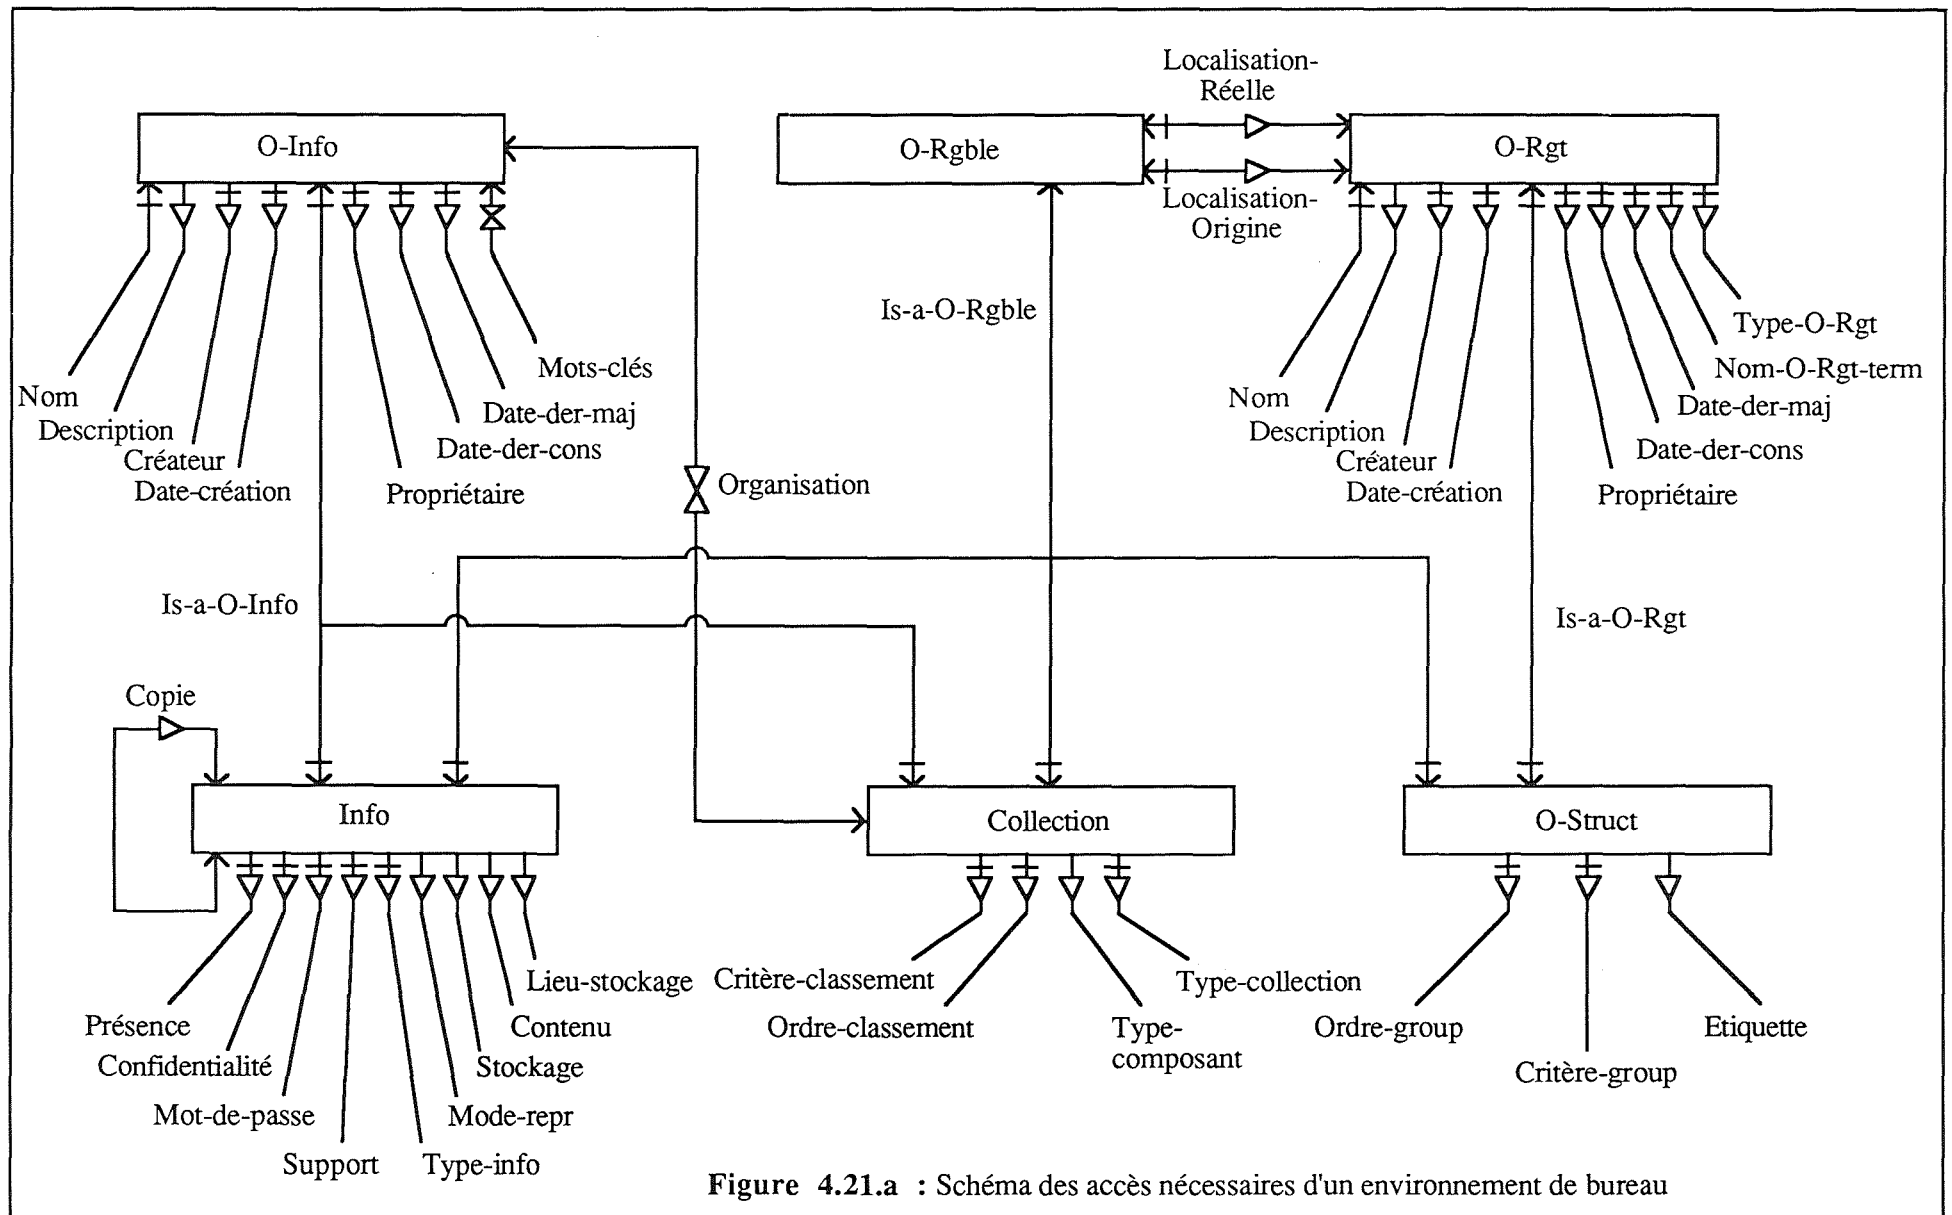 Localisation-
Réelle
O-Info
O-Rgble
O-Rgt
Localisation-
Origine
Is-a-O-Rgble
Type-O-Rgt
Nom-O-Rgt-term
Date-der-maj
Date-der-cons
Propriétaire
Nom
Description
Créateur
Date-création
Mots-clés
Date-der-maj
Date-der-cons
Propriétaire
Nom
Description
Créateur
Date-création
Organisation
Is-a-O-Info
Is-a-O-Rgt
Copie
Info
Collection
O-Struct
Lieu-stockage
Contenu
Stockage
Mode-repr
Type-info
Présence
Confidentialité
Mot-de-passe
Support
Critère-classement
Ordre-classement
Type-
composant
Type-collection
Ordre-group
Critère-group
Etiquette
Figure 4.21.a : Schéma des accès nécessaires d'un environnement de bureau